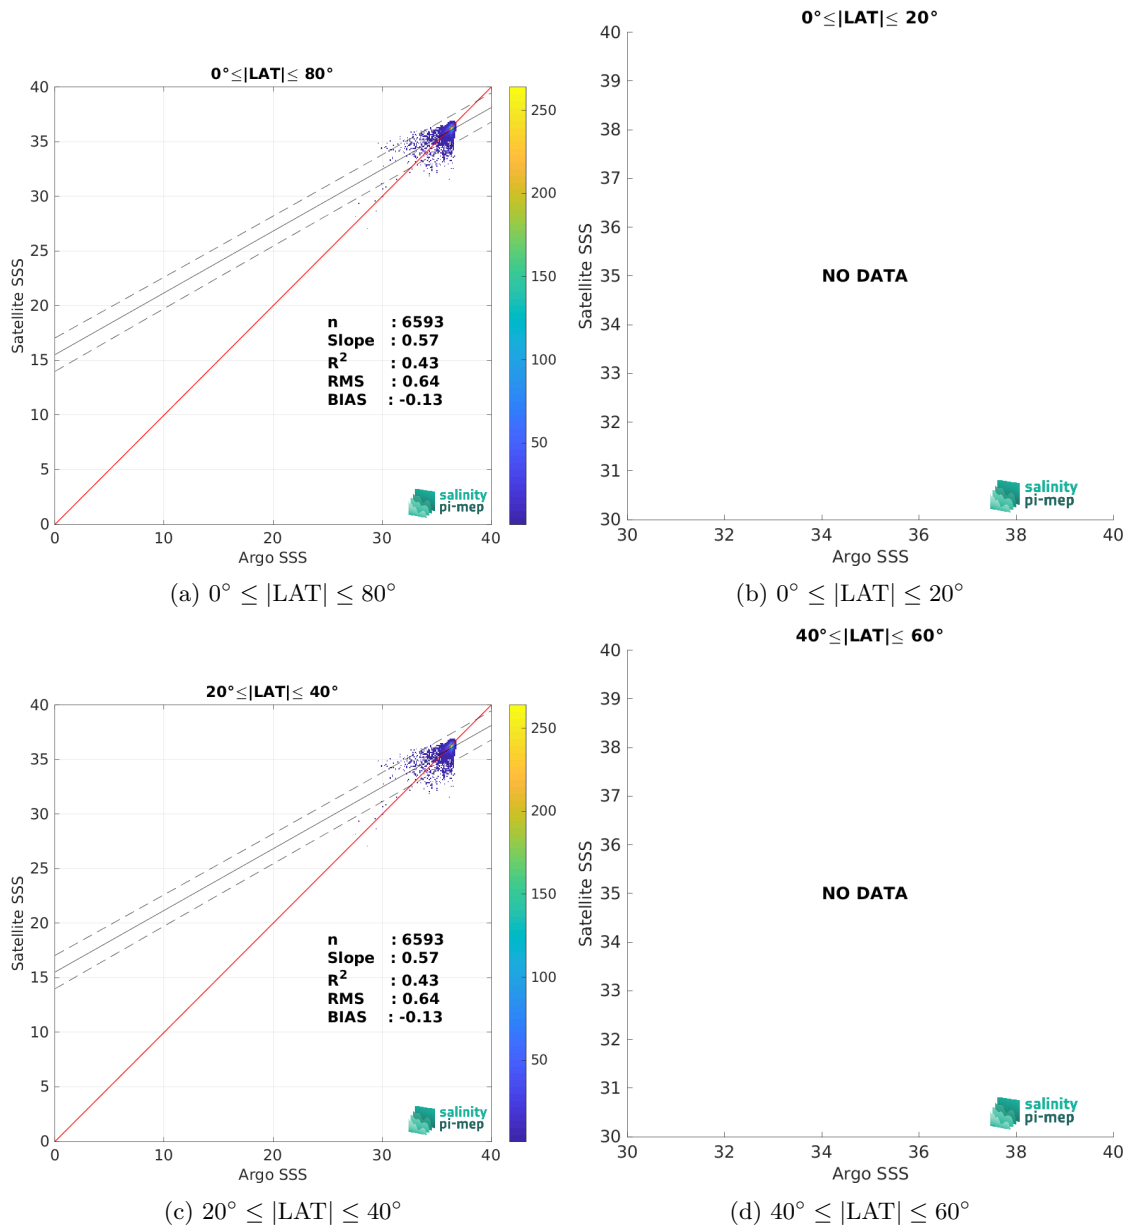 0°≤|LAT|≤ 80°
40
35
30
25
20
15
10
5
0
Satellite SSS
n : 6593
Slope : 0.57
R² : 0.43
RMS : 0.64
BIAS : -0.13
salinity
pi-mep
0 10 20 30 40
Argo SSS
250
200
150
100
50
(a) 0° ≤ |LAT| ≤ 80°
0°≤|LAT|≤ 20°
40
39
38
37
36
35
34
33
32
31
30
Satellite SSS
NO DATA
salinity
pi-mep
30 32 34 36 38 40
Argo SSS
(b) 0° ≤ |LAT| ≤ 20°
20°≤|LAT|≤ 40°
40
35
30
25
20
15
10
5
0
Satellite SSS
n : 6593
Slope : 0.57
R² : 0.43
RMS : 0.64
BIAS : -0.13
salinity
pi-mep
0 10 20 30 40
Argo SSS
250
200
150
100
50
(c) 20° ≤ |LAT| ≤ 40°
40°≤|LAT|≤ 60°
40
39
38
37
36
35
34
33
32
31
30
Satellite SSS
NO DATA
salinity
pi-mep
30 32 34 36 38 40
Argo SSS
(d) 40° ≤ |LAT| ≤ 60°